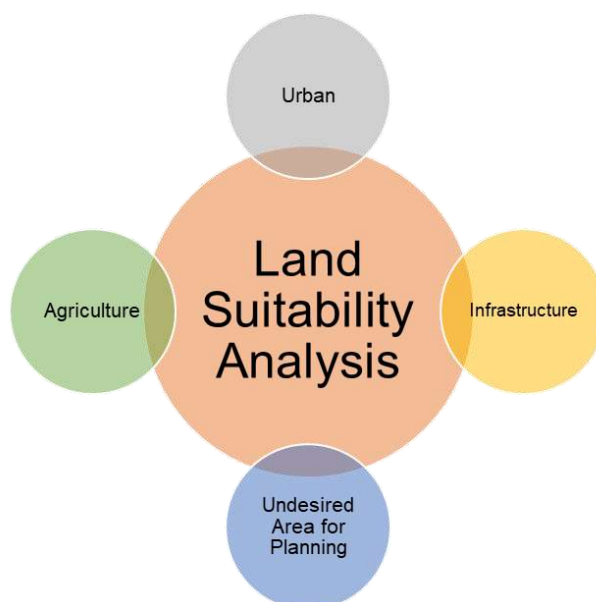 Urban
Land
Suitability
Analysis
Agriculture
Infrastructure
Undesired
Area for
Planning